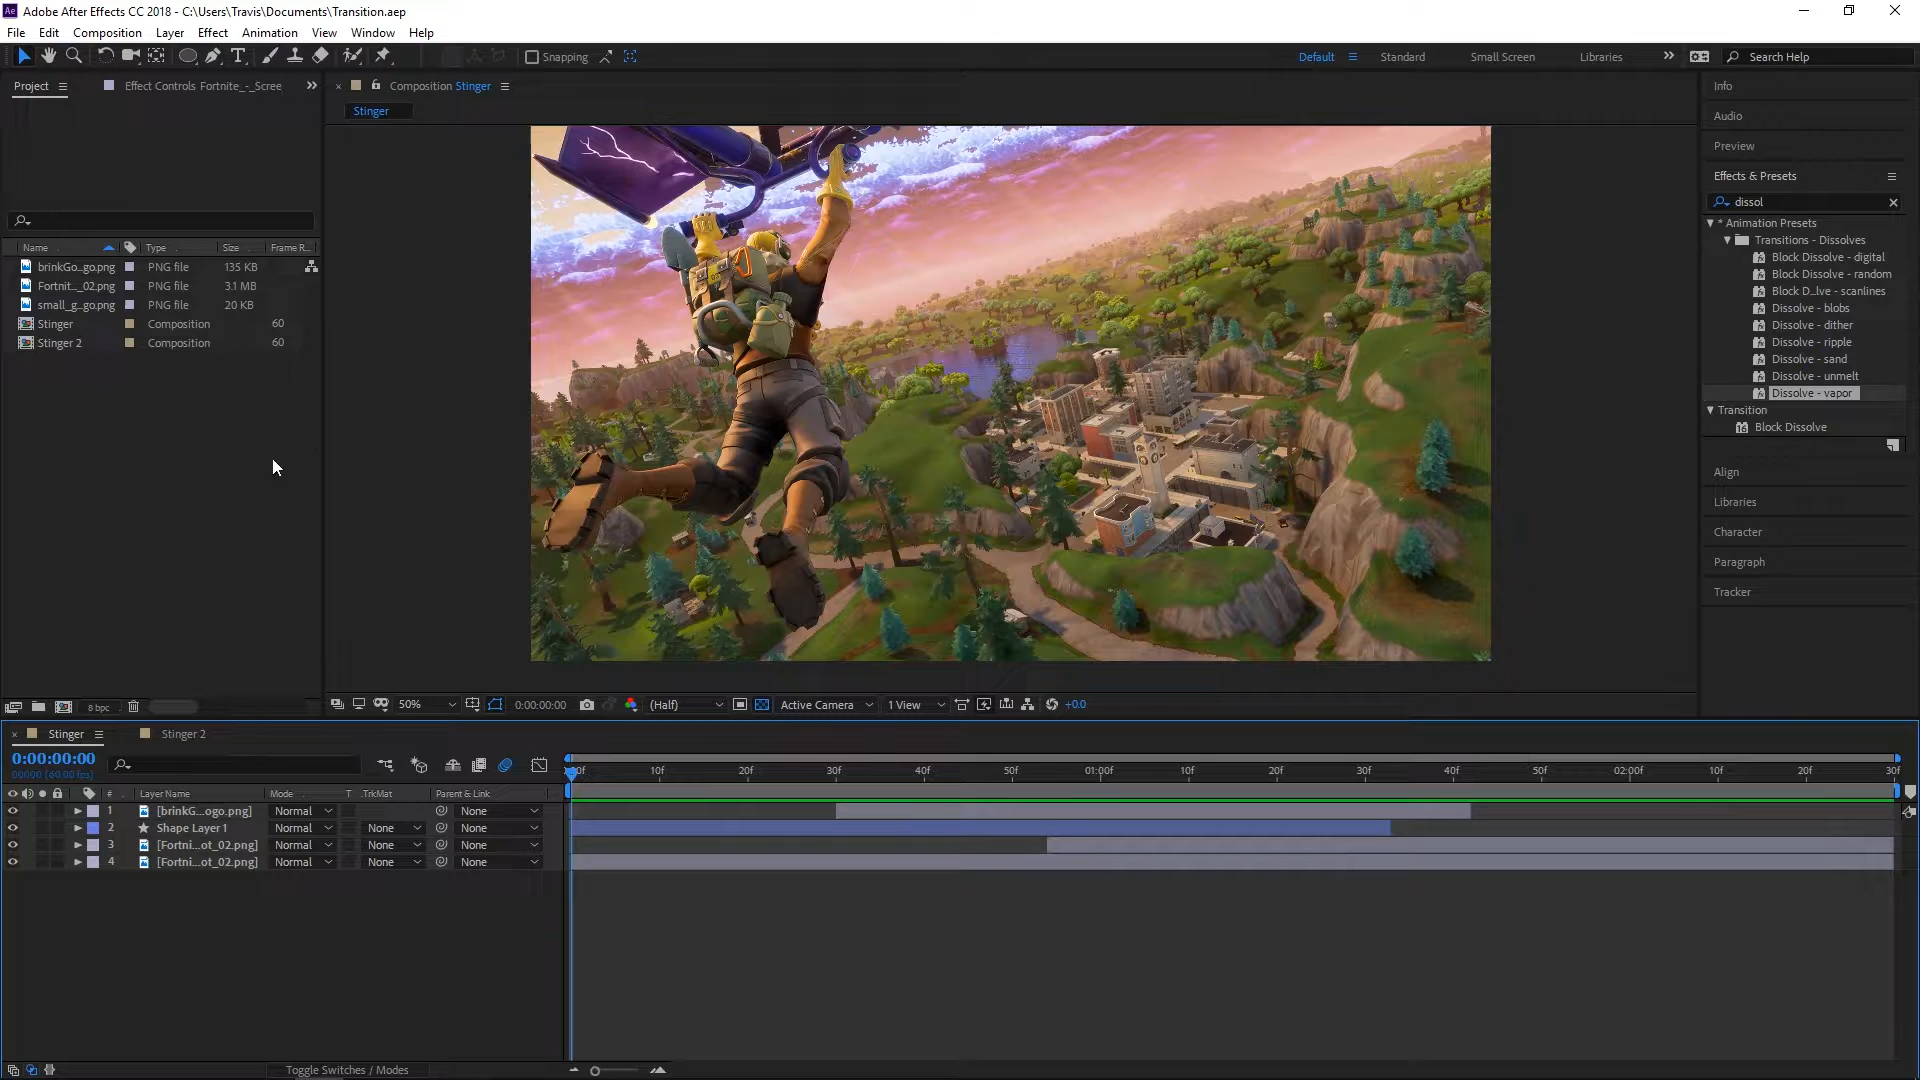 Adobe After Effects CC 2018 - C:\Users\Travis\Documents\Transition.aep
File Edit Composition Layer Effect Animation View Window Help
Snapping Default Standard Small Screen Libraries Search Help
Project Effect Controls Fortnite_-_Scree
Composition Stinger
Stinger
Name Type Size Frame R...
brinkGo...go.png PNG file 135 KB
Fortnit..._02.png PNG file 3.1 MB
small_g...go.png PNG file 20 KB
Stinger Composition 60
Stinger 2 Composition 60
8 bpc
50% 0:00:00:00 (Half) Active Camera 1 View +0.0
Info
Audio
Preview
Effects & Presets
dissol
* Animation Presets
Transitions - Dissolves
Block Dissolve - digital
Block Dissolve - random
Block D...lve - scanlines
Dissolve - blobs
Dissolve - dither
Dissolve - ripple
Dissolve - sand
Dissolve - unmelt
Dissolve - vapor
Transition
Block Dissolve
Align
Libraries
Character
Paragraph
Tracker
Stinger Stinger 2
0:00:00:00
00000 (60.00 fps)
10f 20f 30f 40f 50f 01:00f 10f 20f 30f 40f 50f 02:00f 10f 20f 30f
# Layer Name Mode T .TrkMat Parent & Link
1 [brinkG...ogo.png] Normal None
2 Shape Layer 1 Normal None None
3 [Fortni...ot_02.png] Normal None None
4 [Fortni...ot_02.png] Normal None None
Toggle Switches / Modes